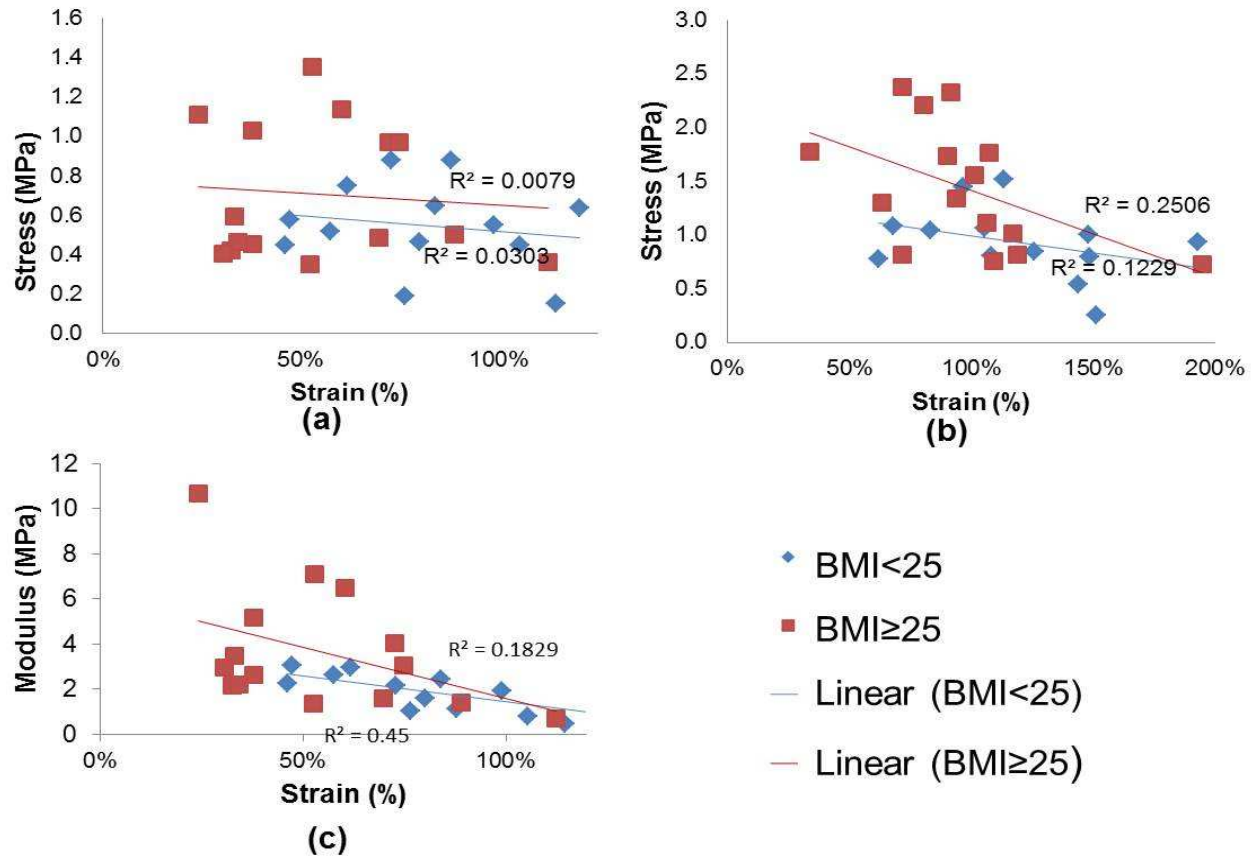 1.6
1.4
1.2
1.0
0.8
0.6
0.4
0.2
0.0
Stress (MPa)
R² = 0.0079
R² = 0.0303
0% 50% 100%
Strain (%)
(a)
3.0
2.5
2.0
1.5
1.0
0.5
0.0
Stress (MPa)
R² = 0.2506
R² = 0.1229
0% 50% 100% 150% 200%
Strain (%)
(b)
12
10
8
6
4
2
0
Modulus (MPa)
R² = 0.1829
R² = 0.45
0% 50% 100%
Strain (%)
(c)
BMI<25
BMI≥25
Linear (BMI<25)
Linear (BMI≥25)